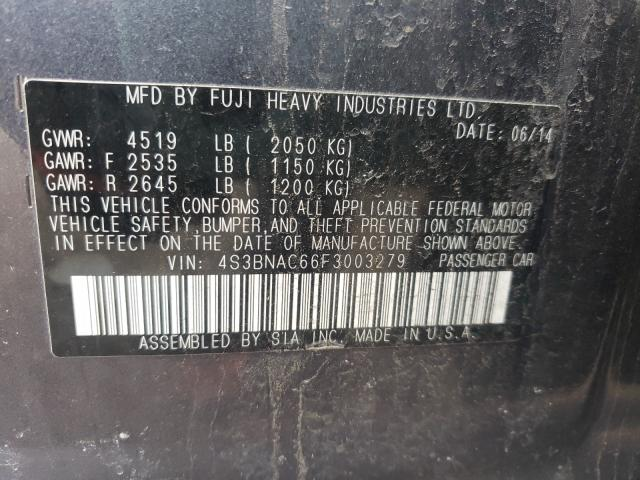 MFD BY FUJI HEAVY INDUSTRIES LTD.
DATE: 06/14
GVWR: 4519 LB ( 2050 KG)
GAWR: F 2535 LB ( 1150 KG)
GAWR: R 2645 LB ( 1200 KG)
THIS VEHICLE CONFORMS TO ALL APPLICABLE FEDERAL MOTOR
VEHICLE SAFETY, BUMPER, AND THEFT PREVENTION STANDARDS
IN EFFECT ON THE DATE OF MANUFACTURE SHOWN ABOVE.
VIN: 4S3BNAC66F3003279 PASSENGER CAR
ASSEMBLED BY SIA INC. MADE IN U.S.A.